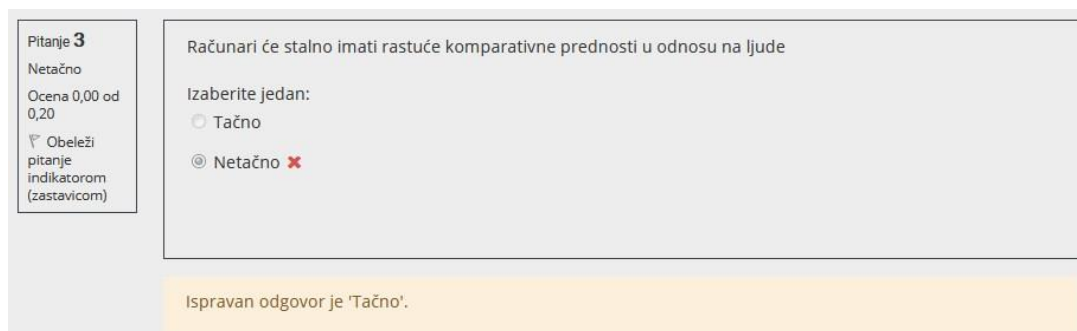 Pitanje 3
Netačno
Ocena 0,00 od
0,20
Obeleži
pitanje
indikatorom
(zastavicom)
Računari će stalno imati rastuće komparativne prednosti u odnosu na ljude
Izaberite jedan:
Tačno
Netačno
Ispravan odgovor je 'Tačno'.